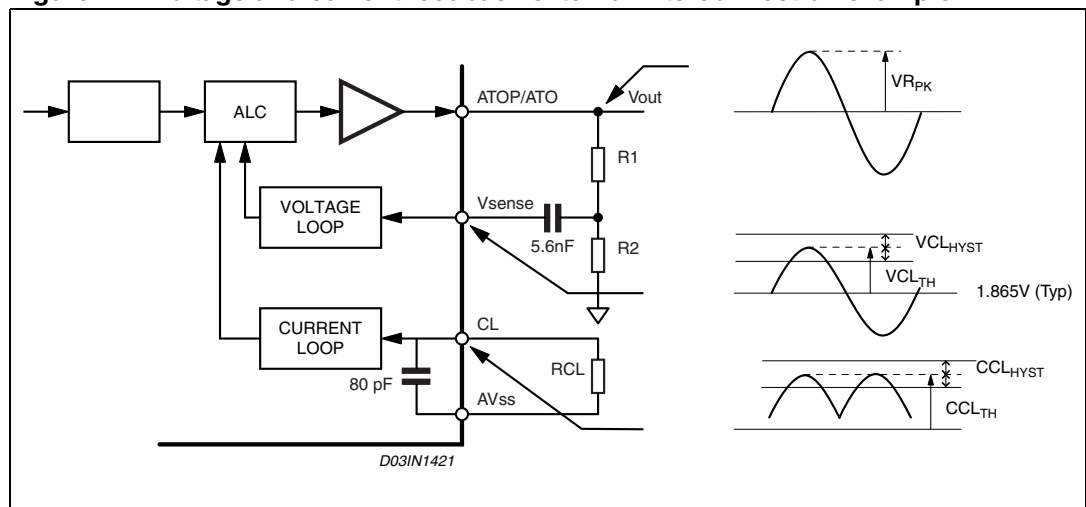 ALC
ATOP/ATO
Vout
VR_PK
R1
VOLTAGE
LOOP
Vsense
5.6nF
R2
VCL_HYST
VCL_TH
1.865V (Typ)
CURRENT
LOOP
CL
80 pF
RCL
AVss
CCL_HYST
CCL_TH
D03IN1421